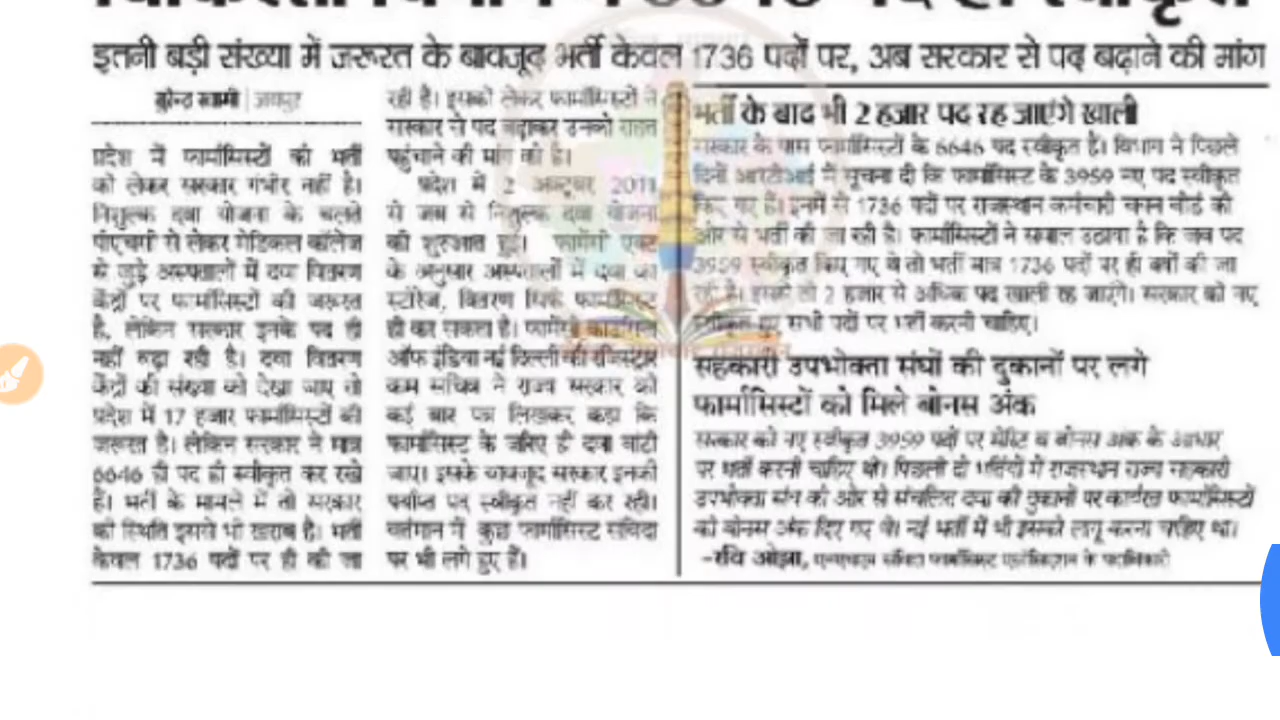 इतनी बड़ी संख्या में जरूरत के बावजूद भर्ती केवल 1736 पदों पर, अब सरकार से पद बढ़ाने की मांग
जयपुर
प्रदेश में फार्मासिस्टों की भर्ती
को लेकर सरकार गंभीर नहीं है।
निशुल्क दवा योजना के चलते
पीएचसी से लेकर मेडिकल कॉलेज
से जुड़े अस्पतालों में दवा वितरण
केंद्रों पर फार्मासिस्टों की जरूरत
है, लेकिन सरकार इनके पद ही
नहीं बढ़ा रही है। दवा वितरण
केंद्रों की संख्या को देखा जाए तो
प्रदेश में 17 हजार फार्मासिस्टों की
जरूरत है। लेकिन सरकार ने मात्र
6646 ही पद ही स्वीकृत कर रखे
हैं। भर्ती के मामले में तो सरकार
की स्थिति इससे भी खराब है। भर्ती
केवल 1736 पदों पर ही की जा
रही है। इसको लेकर फार्मासिस्टों ने
सरकार से पद बढ़ाकर उनको राहत
पहुंचाने की मांग की है।
प्रदेश में 2 अक्टूबर 2011
से जब से निशुल्क दवा योजना
की शुरुआत हुई। फार्मेसी एक्ट
के अनुसार अस्पतालों में दवा का
स्टोरेज, वितरण सिर्फ फार्मासिस्ट
ही कर सकता है। फार्मेसी काउंसिल
ऑफ इंडिया नई दिल्ली की रजिस्ट्रार
कम सचिव ने राज्य सरकार को
कई बार पत्र लिखकर कहा कि
फार्मासिस्ट के जरिए ही दवा बांटी
जाए। इसके बावजूद सरकार इनकी
पर्याप्त पद स्वीकृत नहीं कर रही।
वर्तमान में कुछ फार्मासिस्ट संविदा
पर भी लगे हुए हैं।
भर्ती के बाद भी 2 हजार पद रह जाएंगे खाली
सरकार के पास फार्मासिस्टों के 6646 पद स्वीकृत है। विभाग ने पिछले
दिनों आरटीआई में सूचना दी कि फार्मासिस्ट के 3959 नए पद स्वीकृत
किए गए हैं। इनमें से 1736 पदों पर राजस्थान कर्मचारी चयन बोर्ड की
ओर से भर्ती की जा रही है। फार्मासिस्टों ने सवाल उठाया है कि जब पद
3959 स्वीकृत किए गए थे तो भर्ती मात्र 1736 पदों पर ही क्यों की जा
रही है। इससे तो 2 हजार से अधिक पद खाली रह जाएंगे। सरकार को नए
स्वीकृत हुए सभी पदों पर भर्ती करनी चाहिए।
सहकारी उपभोक्ता संघों की दुकानों पर लगे
फार्मासिस्टों को मिले बोनस अंक
सरकार को नए स्वीकृत 3959 पदों पर मेरिट व बोनस अंक के आधार
पर भर्ती करनी चाहिए थी। पिछली दो भर्तियों में राजस्थान राज्य सहकारी
उपभोक्ता संघ की ओर से संचालित दवा की दुकानों पर कार्यरत फार्मासिस्टों
को बोनस अंक दिए गए थे। नई भर्ती में भी इसको लागू करना चाहिए था।
-रवि ओझा, फार्मासिस्ट एसोसिएशन के पदाधिकारी